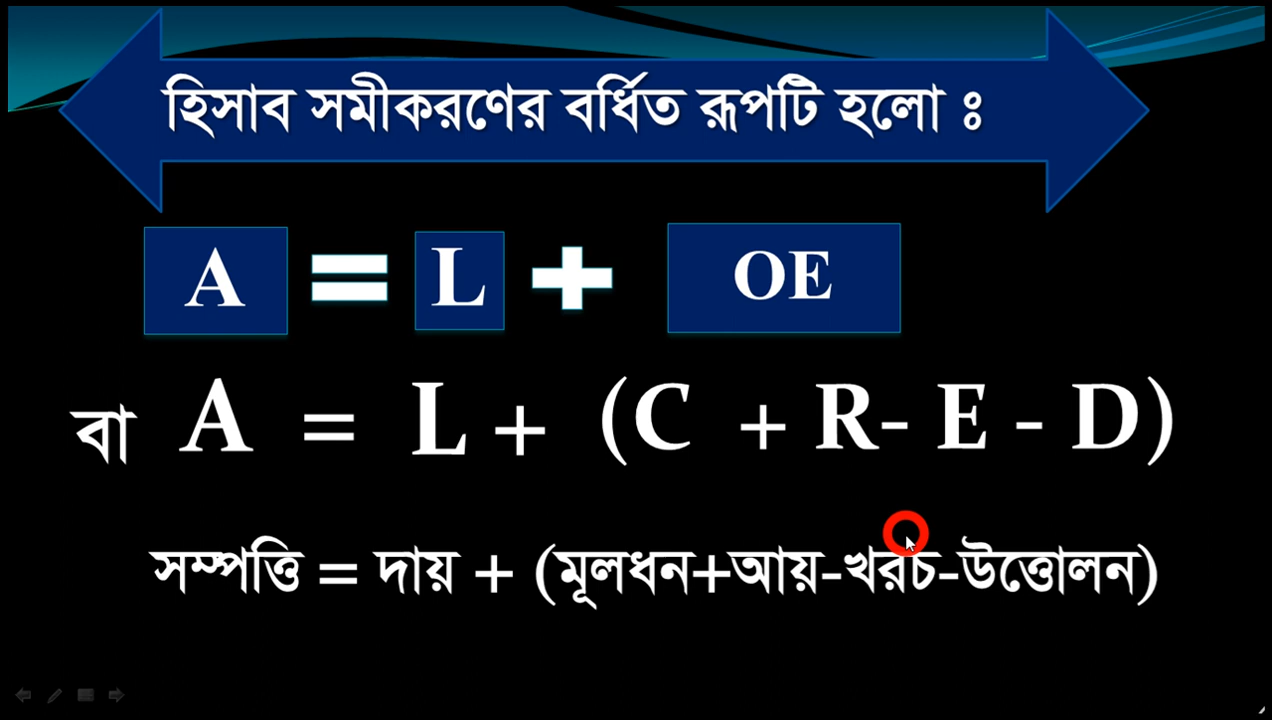 হিসাব সমীকরণের বর্ধিত রূপটি হলো ঃ
A = L + OE
বা A = L + (C + R- E - D)
সম্পত্তি = দায় + (মূলধন+আয়-খরচ-উত্তোলন)